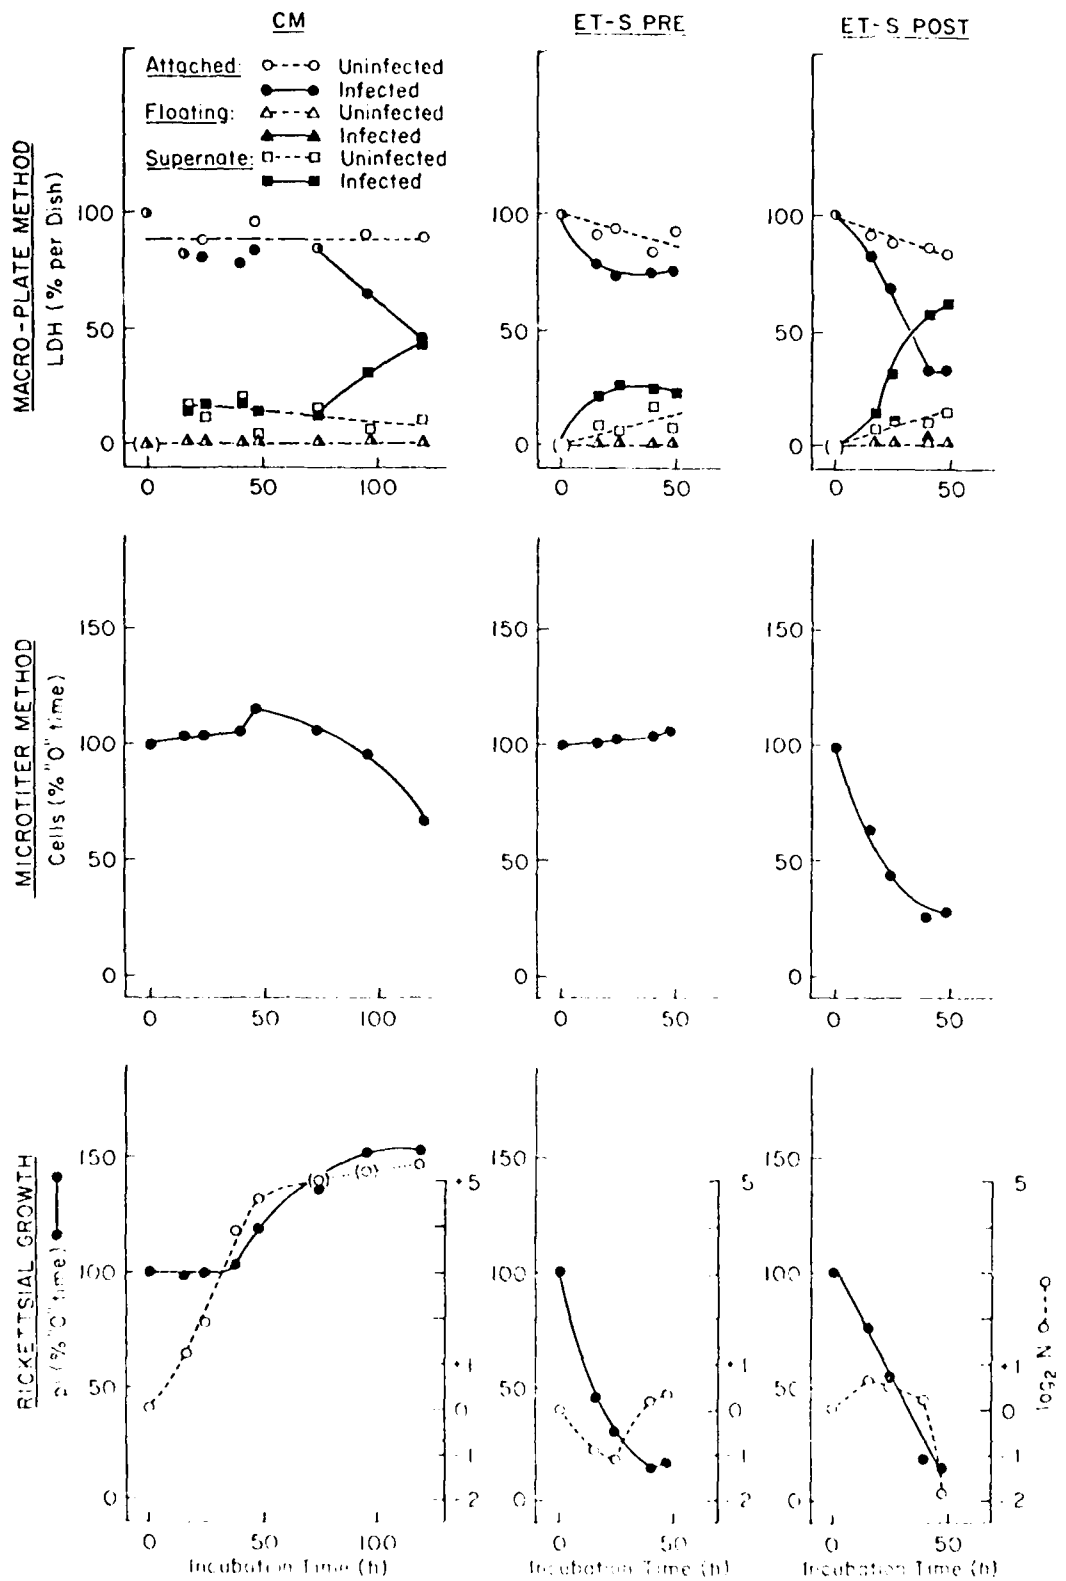 CM ET-S PRE ET-S POST
Attached: Uninfected
Infected
Floating: Uninfected
Infected
Supernate: Uninfected
Infected
MACRO-PLATE METHOD
LDH (% per Dish)
100 100 100
50 50 50
0 0 0
0 50 100 0 50 0 50
MICROTITER METHOD
Cells (% "0" time)
150 150 150
100 100 100
50 50 50
0 0 0
0 50 100 0 50 0 50
RICKETTSIAL GROWTH
(% "0" time)
log2 N
150 +5 150 5 150 5
100 100 100
+1 +1 +1
50 0 50 0 50 0
-1 -1 -1
0 -2 0 -2 0 -2
0 50 100 0 50 0 50
Incubation Time (h) Incubation Time (h) Incubation Time (h)